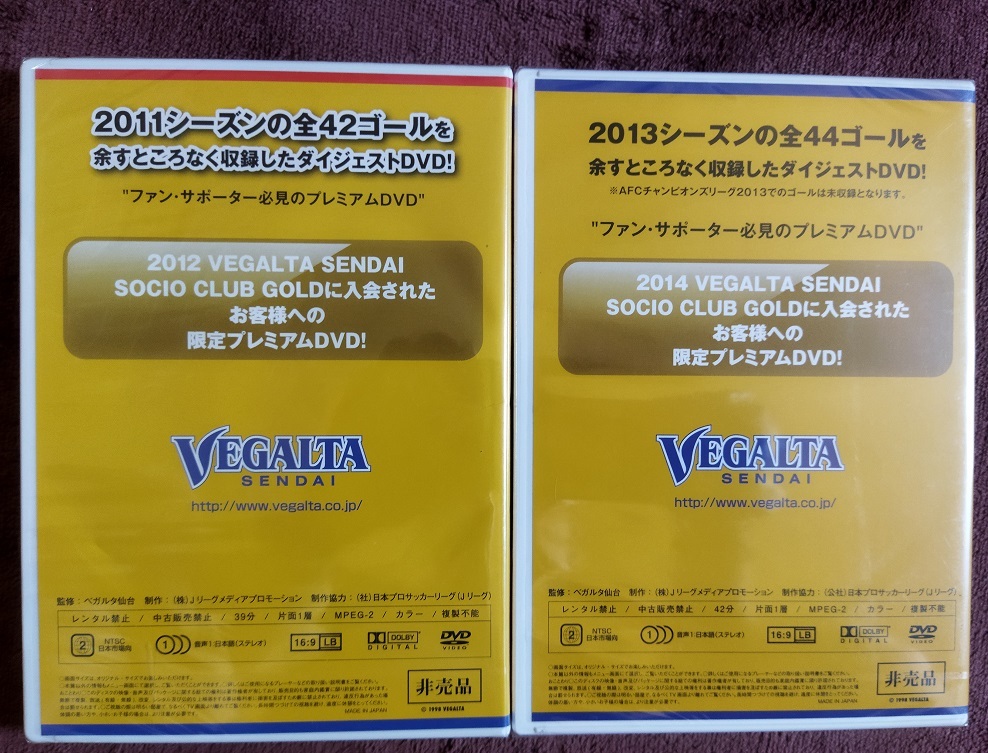 2011シーズンの全42ゴールを
余すところなく収録したダイジェストDVD!
"ファン・サポーター必見のプレミアムDVD"
2012 VEGALTA SENDAI
SOCIO CLUB GOLDに入会された
お客様への
限定プレミアムDVD!
VEGALTA
SENDAI
http://www.vegalta.co.jp/
監修：ベガルタ仙台 制作：(株)Jリーグメディアプロモーション 制作協力：(社)日本プロサッカーリーグ(Jリーグ)
レンタル禁止 / 中古販売禁止 / 39分 / 片面1層 / MPEG-2 / カラー / 複製不能
2 NTSC 日本市場向 1 音声1:日本語(ステレオ) 16:9 LB DOLBY DIGITAL DVD VIDEO
非売品
© 1998 VEGALTA
MADE IN JAPAN
2013シーズンの全44ゴールを
余すところなく収録したダイジェストDVD!
※AFCチャンピオンズリーグ2013でのゴールは未収録となります。
"ファン・サポーター必見のプレミアムDVD"
2014 VEGALTA SENDAI
SOCIO CLUB GOLDに入会された
お客様への
限定プレミアムDVD!
VEGALTA
SENDAI
http://www.vegalta.co.jp/
監修：ベガルタ仙台 制作：(株)Jリーグメディアプロモーション 制作協力：(公社)日本プロサッカーリーグ(Jリーグ)
レンタル禁止 / 中古販売禁止 / 42分 / 片面1層 / MPEG-2 / カラー / 複製不能
2 NTSC 日本市場向 1 音声1:日本語(ステレオ) 16:9 LB DOLBY DIGITAL DVD VIDEO
非売品
© 1998 VEGALTA
MADE IN JAPAN